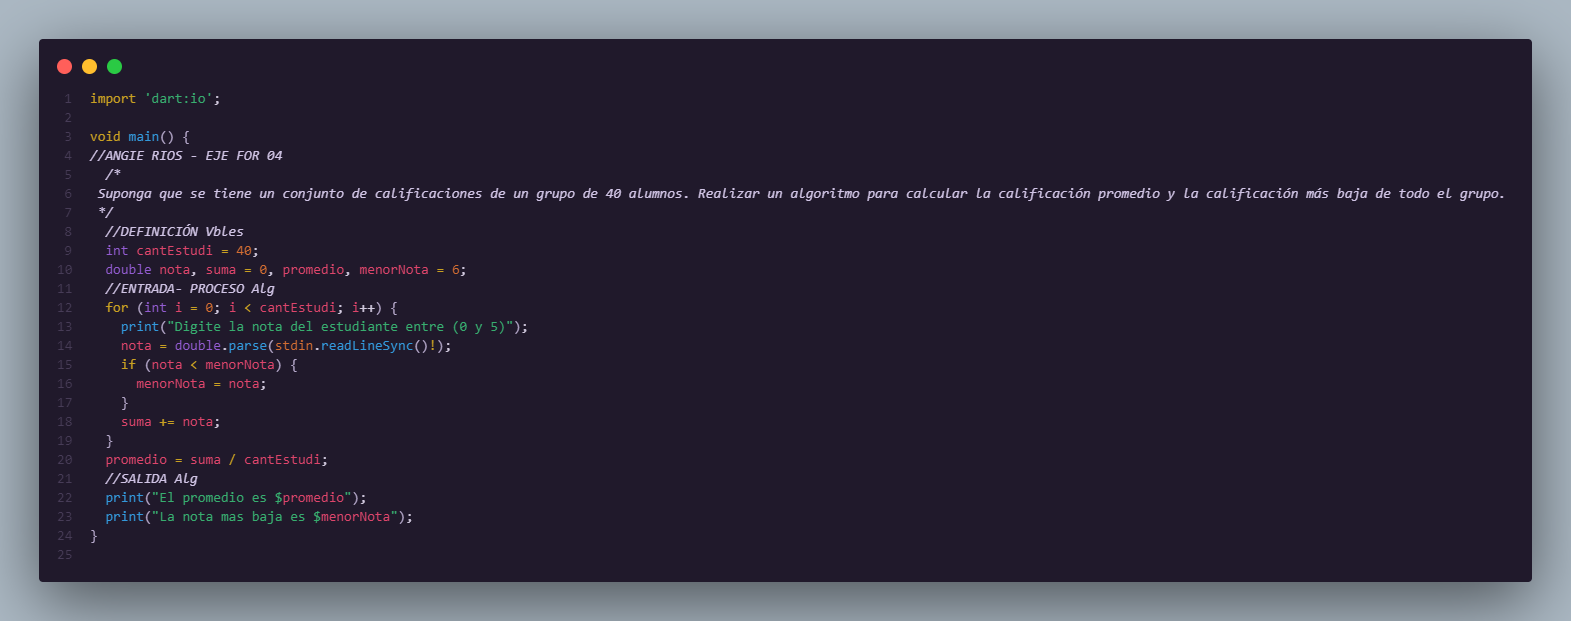 1 import 'dart:io';
2
3 void main() {
4 //ANGIE RIOS - EJE FOR 04
5   /*
6  Suponga que se tiene un conjunto de calificaciones de un grupo de 40 alumnos. Realizar un algoritmo para calcular la calificación promedio y la calificación más baja de todo el grupo.
7  */
8   //DEFINICIÓN Vbles
9   int cantEstudi = 40;
10   double nota, suma = 0, promedio, menorNota = 6;
11   //ENTRADA- PROCESO Alg
12   for (int i = 0; i < cantEstudi; i++) {
13     print("Digite la nota del estudiante entre (0 y 5)");
14     nota = double.parse(stdin.readLineSync()!);
15     if (nota < menorNota) {
16       menorNota = nota;
17     }
18     suma += nota;
19   }
20   promedio = suma / cantEstudi;
21   //SALIDA Alg
22   print("El promedio es $promedio");
23   print("La nota mas baja es $menorNota");
24 }
25